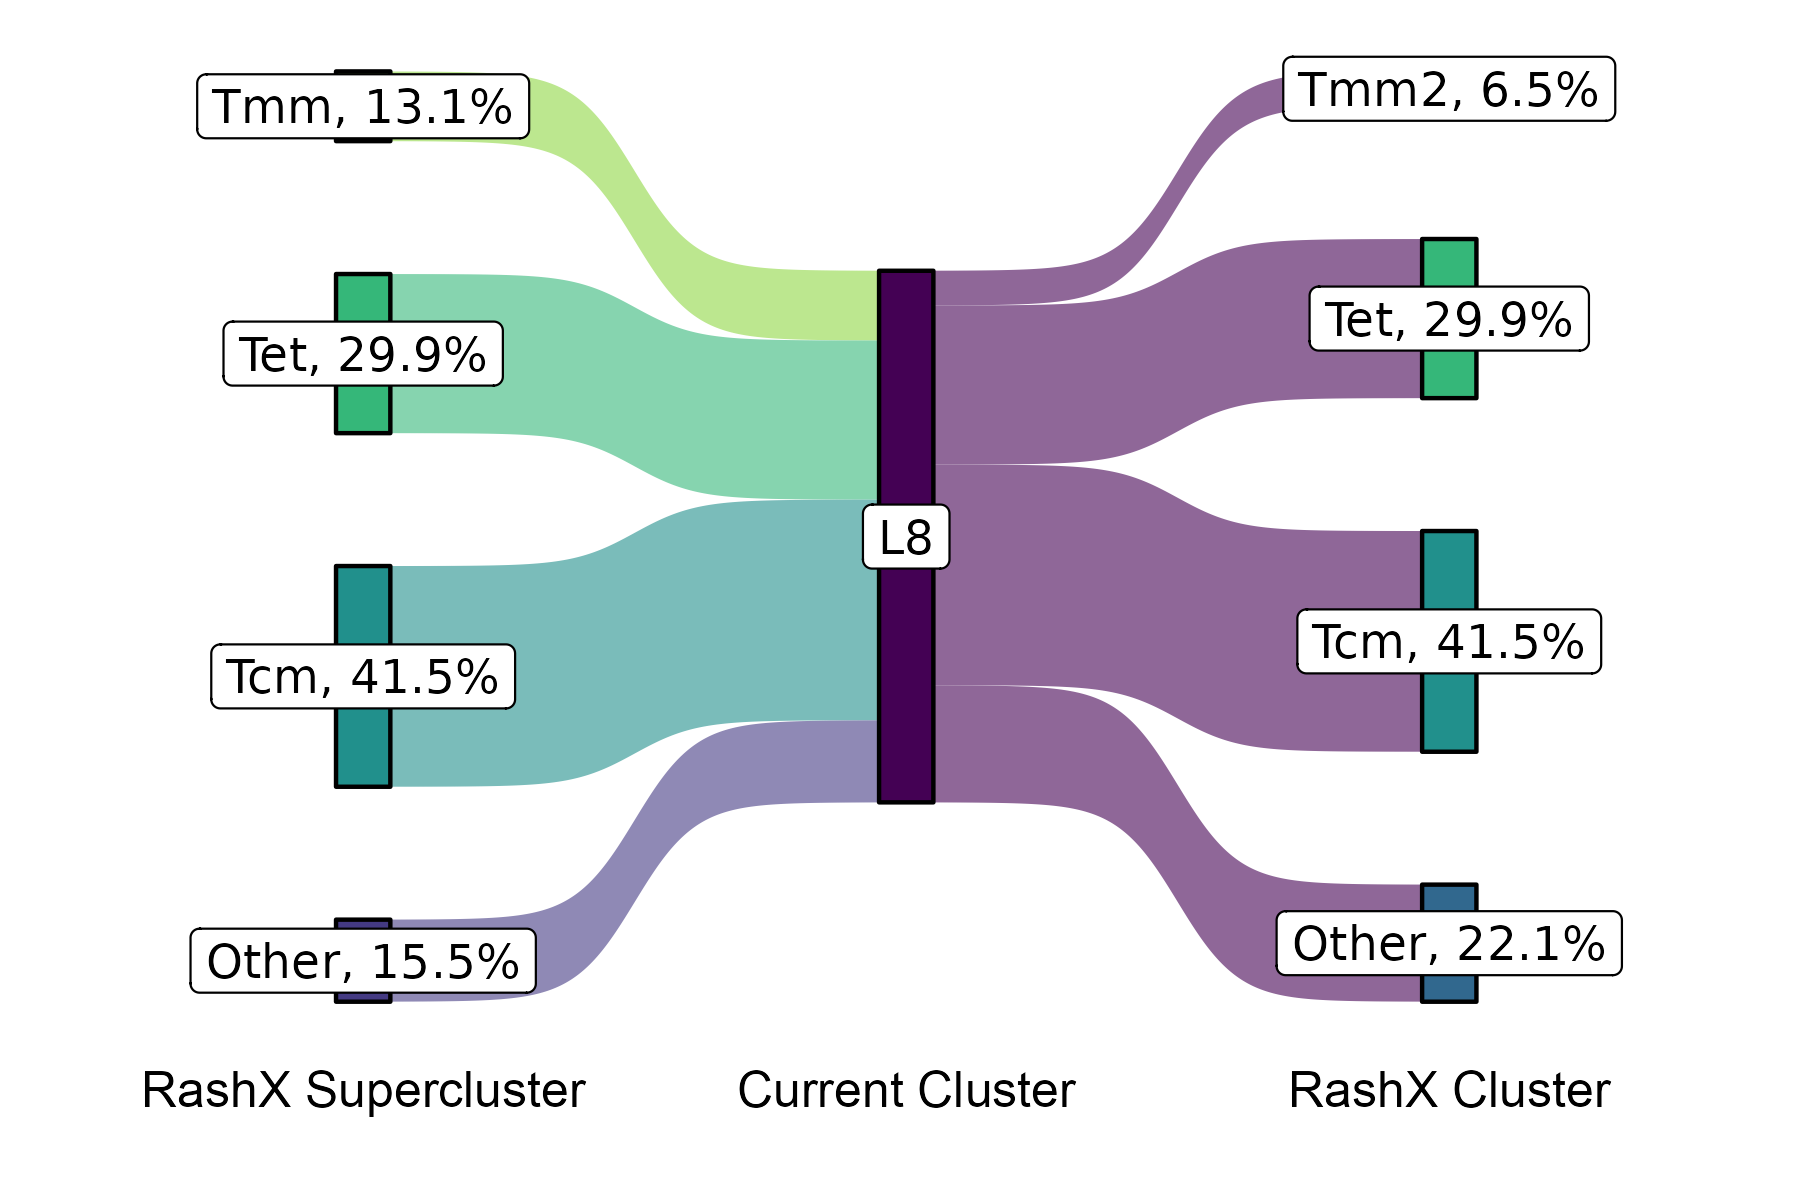 Tmm, 13.1%
Tet, 29.9%
Tcm, 41.5%
Other, 15.5%
L8
Tmm2, 6.5%
Tet, 29.9%
Tcm, 41.5%
Other, 22.1%
RashX Supercluster
Current Cluster
RashX Cluster